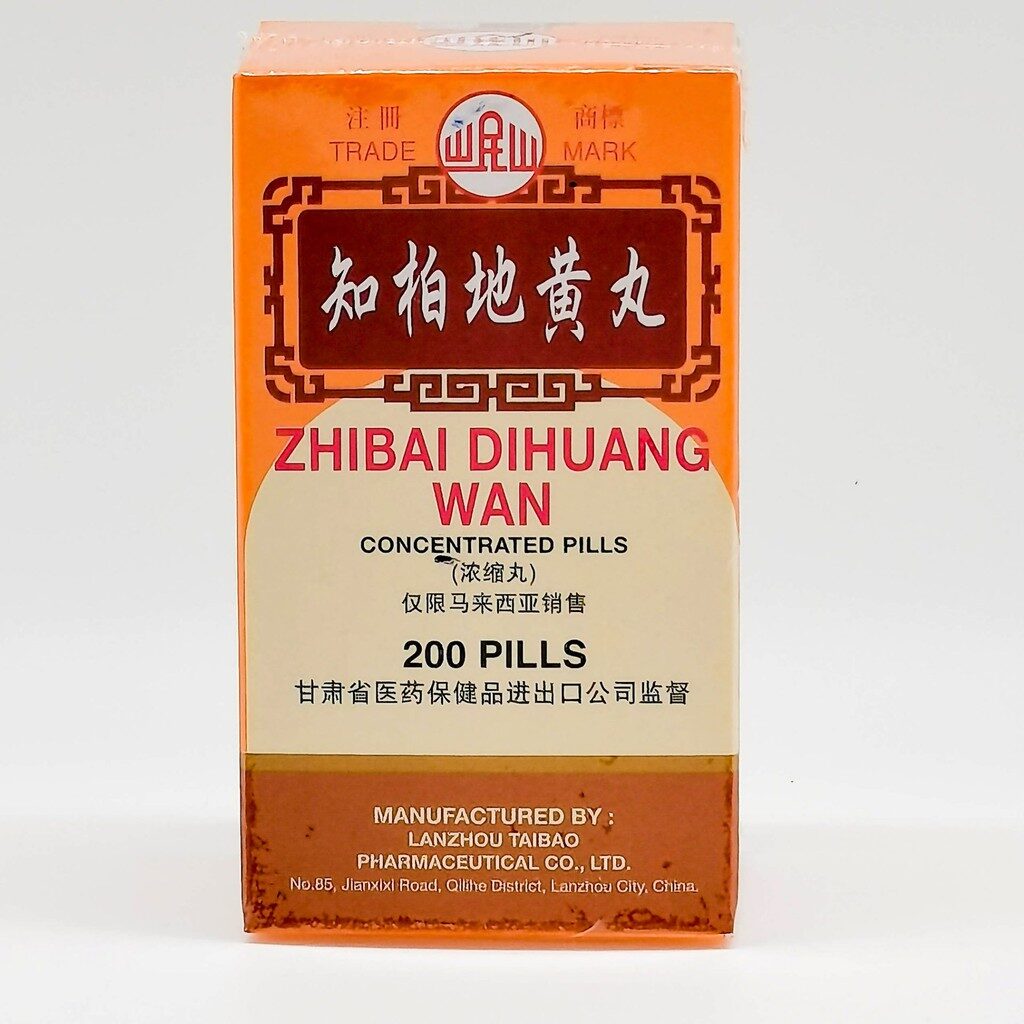 注冊 商標
TRADE MARK
岷山
知柏地黄丸
ZHIBAI DIHUANG
WAN
CONCENTRATED PILLS
(浓缩丸)
仅限马来西亚销售
200 PILLS
甘肃省医药保健品进出口公司监督
MANUFACTURED BY :
LANZHOU TAIBAO
PHARMACEUTICAL CO., LTD.
No.85, Jianxixi Road, Qilihe District, Lanzhou City, China.